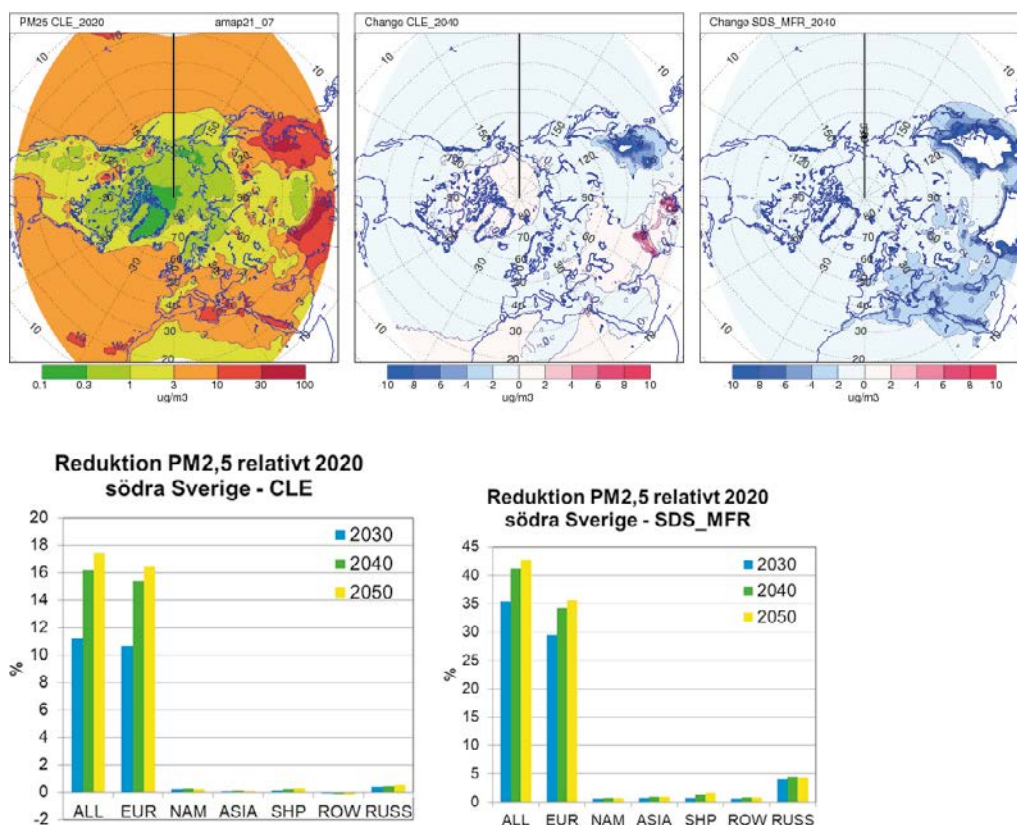 PM25 CLE_2020 amap21_07
Change CLE_2040
Change SDS_MFR_2040
0.1 0.3 1 3 10 30 100
ug/m3
-10 -8 -6 -4 -2 0 2 4 6 8 10
ug/m3
-10 -8 -6 -4 -2 0 2 4 6 8 10
ug/m3
Reduktion PM2,5 relativt 2020
södra Sverige - CLE
20
18
16
14
12
10
8
6
4
2
0
-2
%
2030
2040
2050
ALL EUR NAM ASIA SHP ROW RUSS
Reduktion PM2,5 relativt 2020
södra Sverige - SDS_MFR
45
40
35
30
25
20
15
10
5
0
%
2030
2040
2050
ALL EUR NAM ASIA SHP ROW RUSS